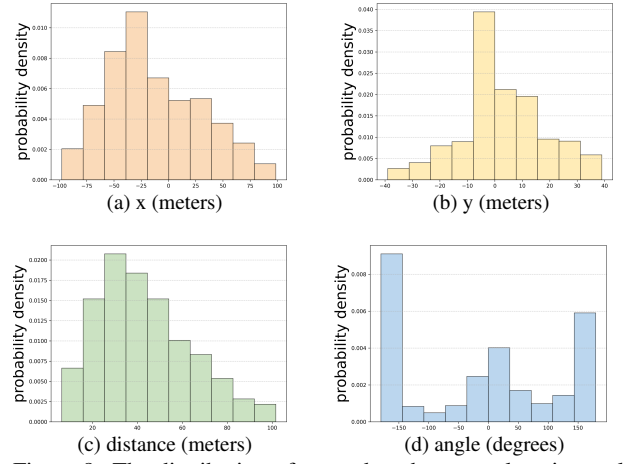 probability density
0.010
0.008
0.006
0.004
0.002
0.000
−100 −75 −50 −25 0 25 50 75 100
(a) x (meters)
probability density
0.040
0.035
0.030
0.025
0.020
0.015
0.010
0.005
0.000
−40 −30 −20 −10 0 10 20 30 40
(b) y (meters)
probability density
0.0200
0.0175
0.0150
0.0125
0.0100
0.0075
0.0050
0.0025
0.0000
20 40 60 80 100
(c) distance (meters)
probability density
0.008
0.006
0.004
0.002
0.000
−150 −100 −50 0 50 100 150
(d) angle (degrees)